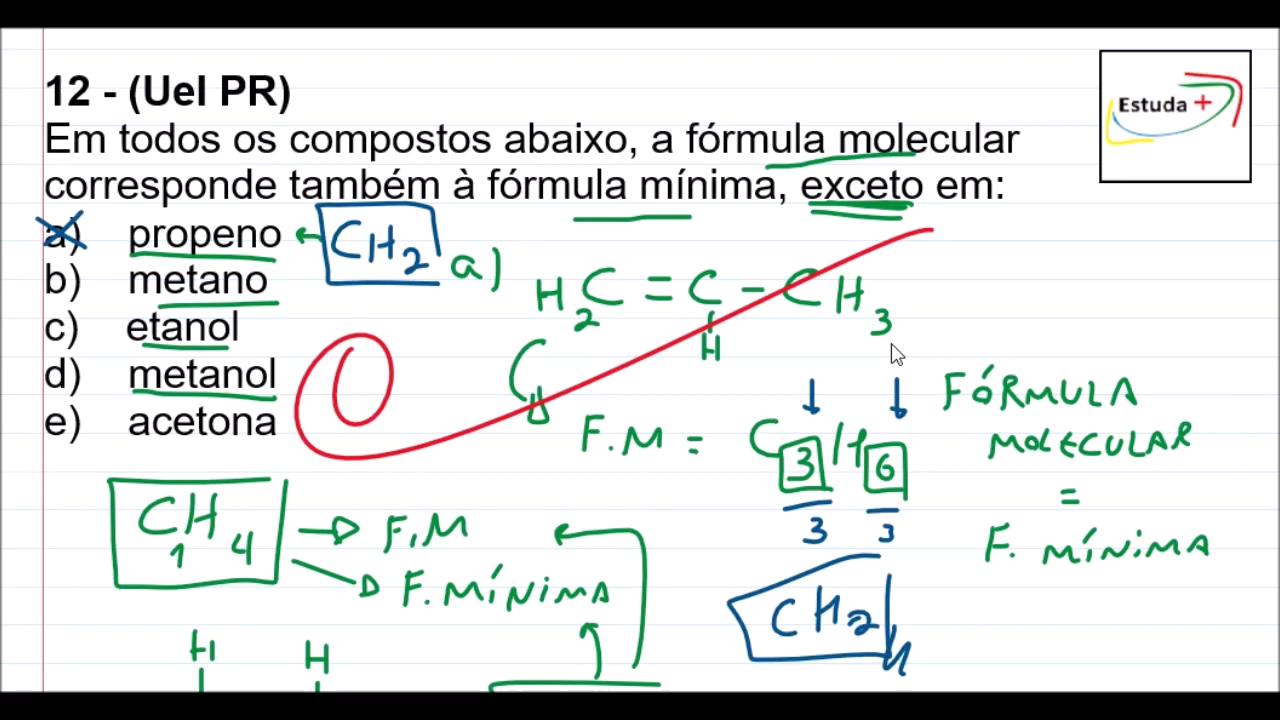 12 - (Uel PR)
Em todos os compostos abaixo, a fórmula molecular
corresponde também à fórmula mínima, exceto em:
a) propeno
b) metano
c) etanol
d) metanol
e) acetona
Estuda +
CH2
a) H2C = C - CH3
H
C
F.M = C3H6
3 3
CH2
FÓRMULA
MOLECULAR
=
F. MÍNIMA
CH4
1
F.M
F. MÍNIMA
H H